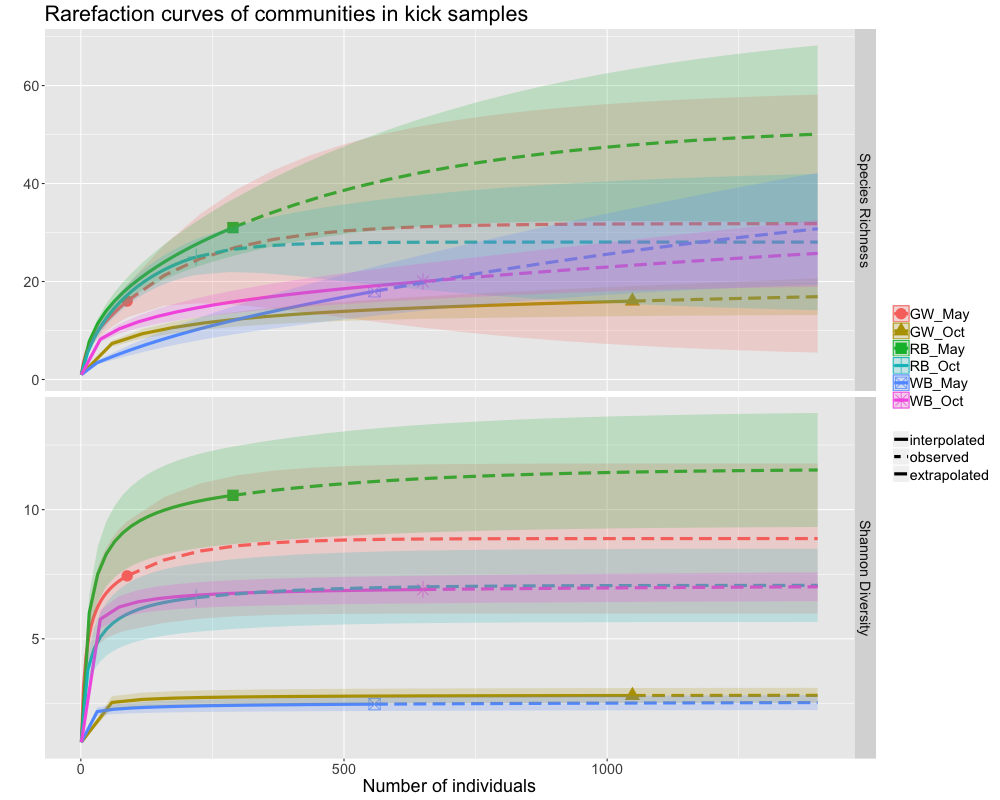 Rarefaction curves of communities in kick samples
60
40
20
0
Species Richness
10
5
Shannon Diversity
0
500
1000
Number of individuals
GW_May
GW_Oct
RB_May
RB_Oct
WB_May
WB_Oct
interpolated
observed
extrapolated